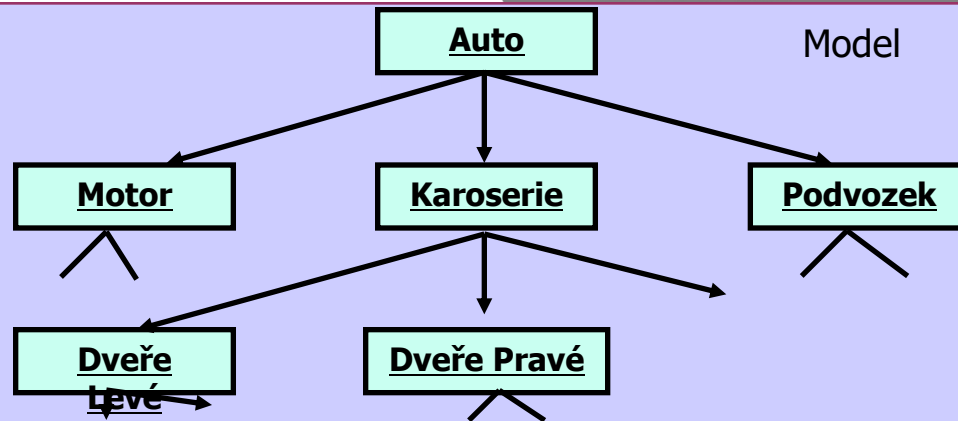 Auto
Model
Motor
Karoserie
Podvozek
Dveře
Levé
Dveře Pravé